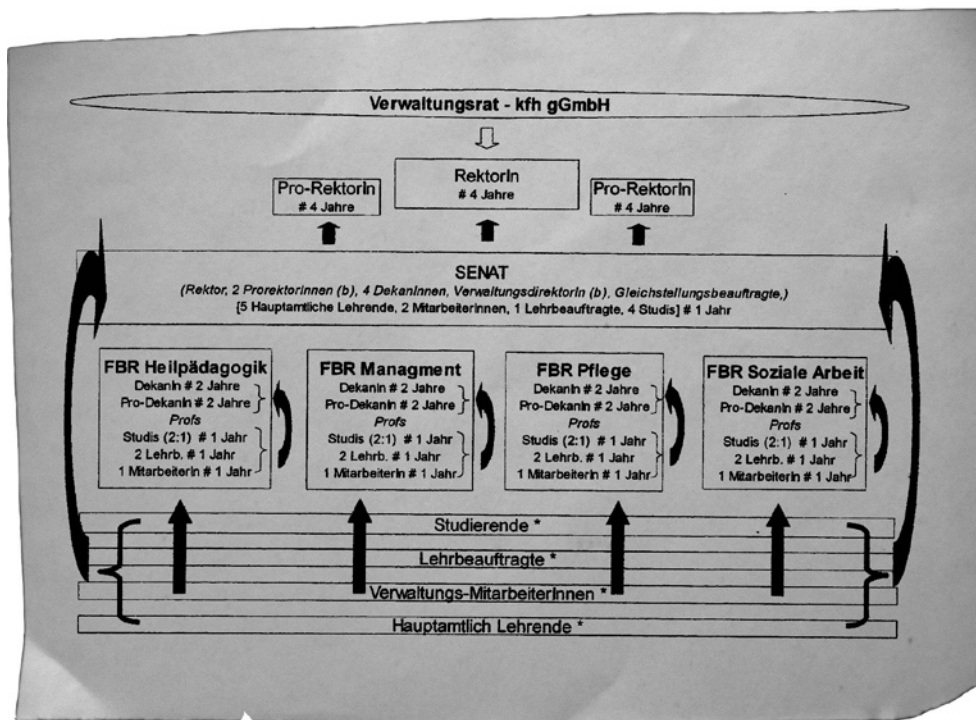 Verwaltungsrat - kfh gGmbH
RektorIn
# 4 Jahre
Pro-RektorIn
# 4 Jahre
Pro-RektorIn
# 4 Jahre
SENAT
(Rektor, 2 ProrektorInnen (b), 4 DekanInnen, VerwaltungsdirektorIn (b), Gleichstellungsbeauftragte,)
[5 Hauptamtliche Lehrende, 2 MitarbeiterInnen, 1 Lehrbeauftragte, 4 Studis] # 1 Jahr
FBR Heilpädagogik
DekanIn # 2 Jahre
Pro-DekanIn # 2 Jahre
Profs
Studis (2:1) # 1 Jahr
2 Lehrb. # 1 Jahr
1 MitarbeiterIn # 1 Jahr
FBR Managment
DekanIn # 2 Jahre
Pro-DekanIn # 2 Jahre
Profs
Studis (2:1) # 1 Jahr
2 Lehrb. # 1 Jahr
1 MitarbeiterIn # 1 Jahr
FBR Pflege
DekanIn # 2 Jahre
Pro-DekanIn # 2 Jahre
Profs
Studis (2:1) # 1 Jahr
2 Lehrb. # 1 Jahr
1 MitarbeiterIn # 1 Jahr
FBR Soziale Arbeit
DekanIn # 2 Jahre
Pro-DekanIn # 2 Jahre
Profs
Studis (2:1) # 1 Jahr
2 Lehrb. # 1 Jahr
1 MitarbeiterIn # 1 Jahr
Studierende *
Lehrbeauftragte *
Verwaltungs-MitarbeiterInnen *
Hauptamtlich Lehrende *